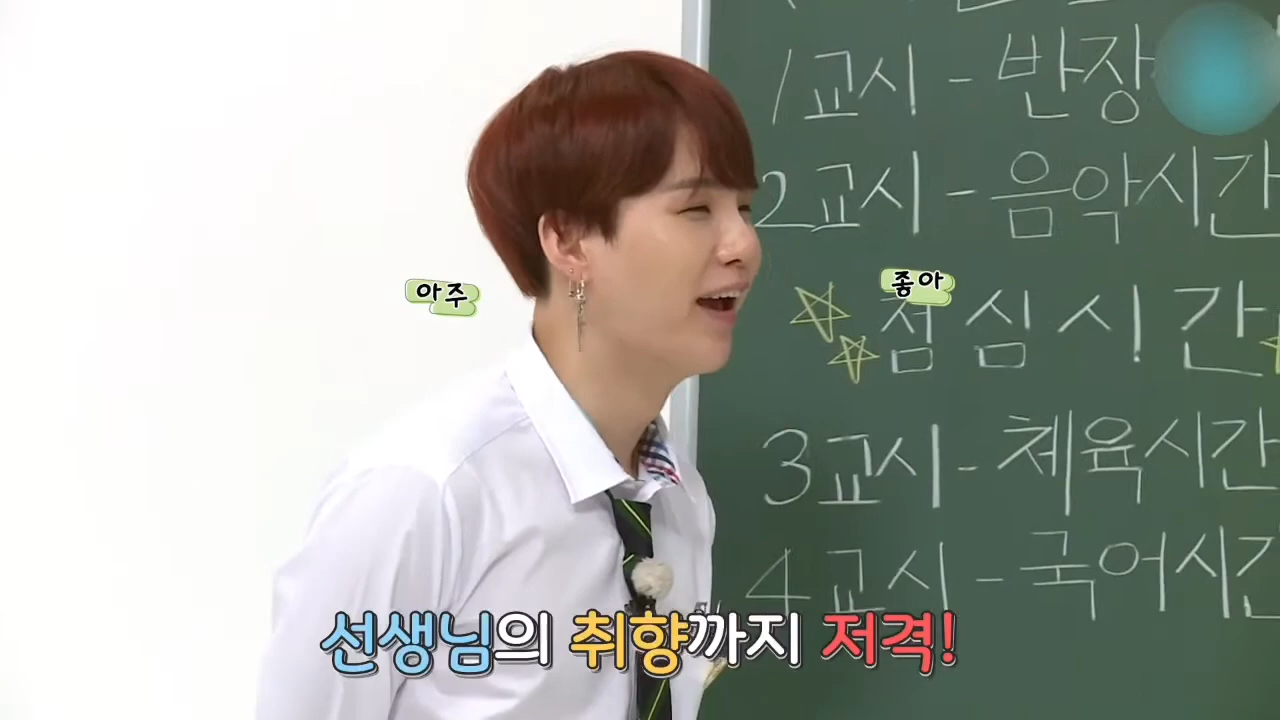 1교시 - 반장
2교시 - 음악시간
아주
좋아
점심시간
3교시 - 체육시간
4교시 - 국어시간
선생님의 취향까지 저격!